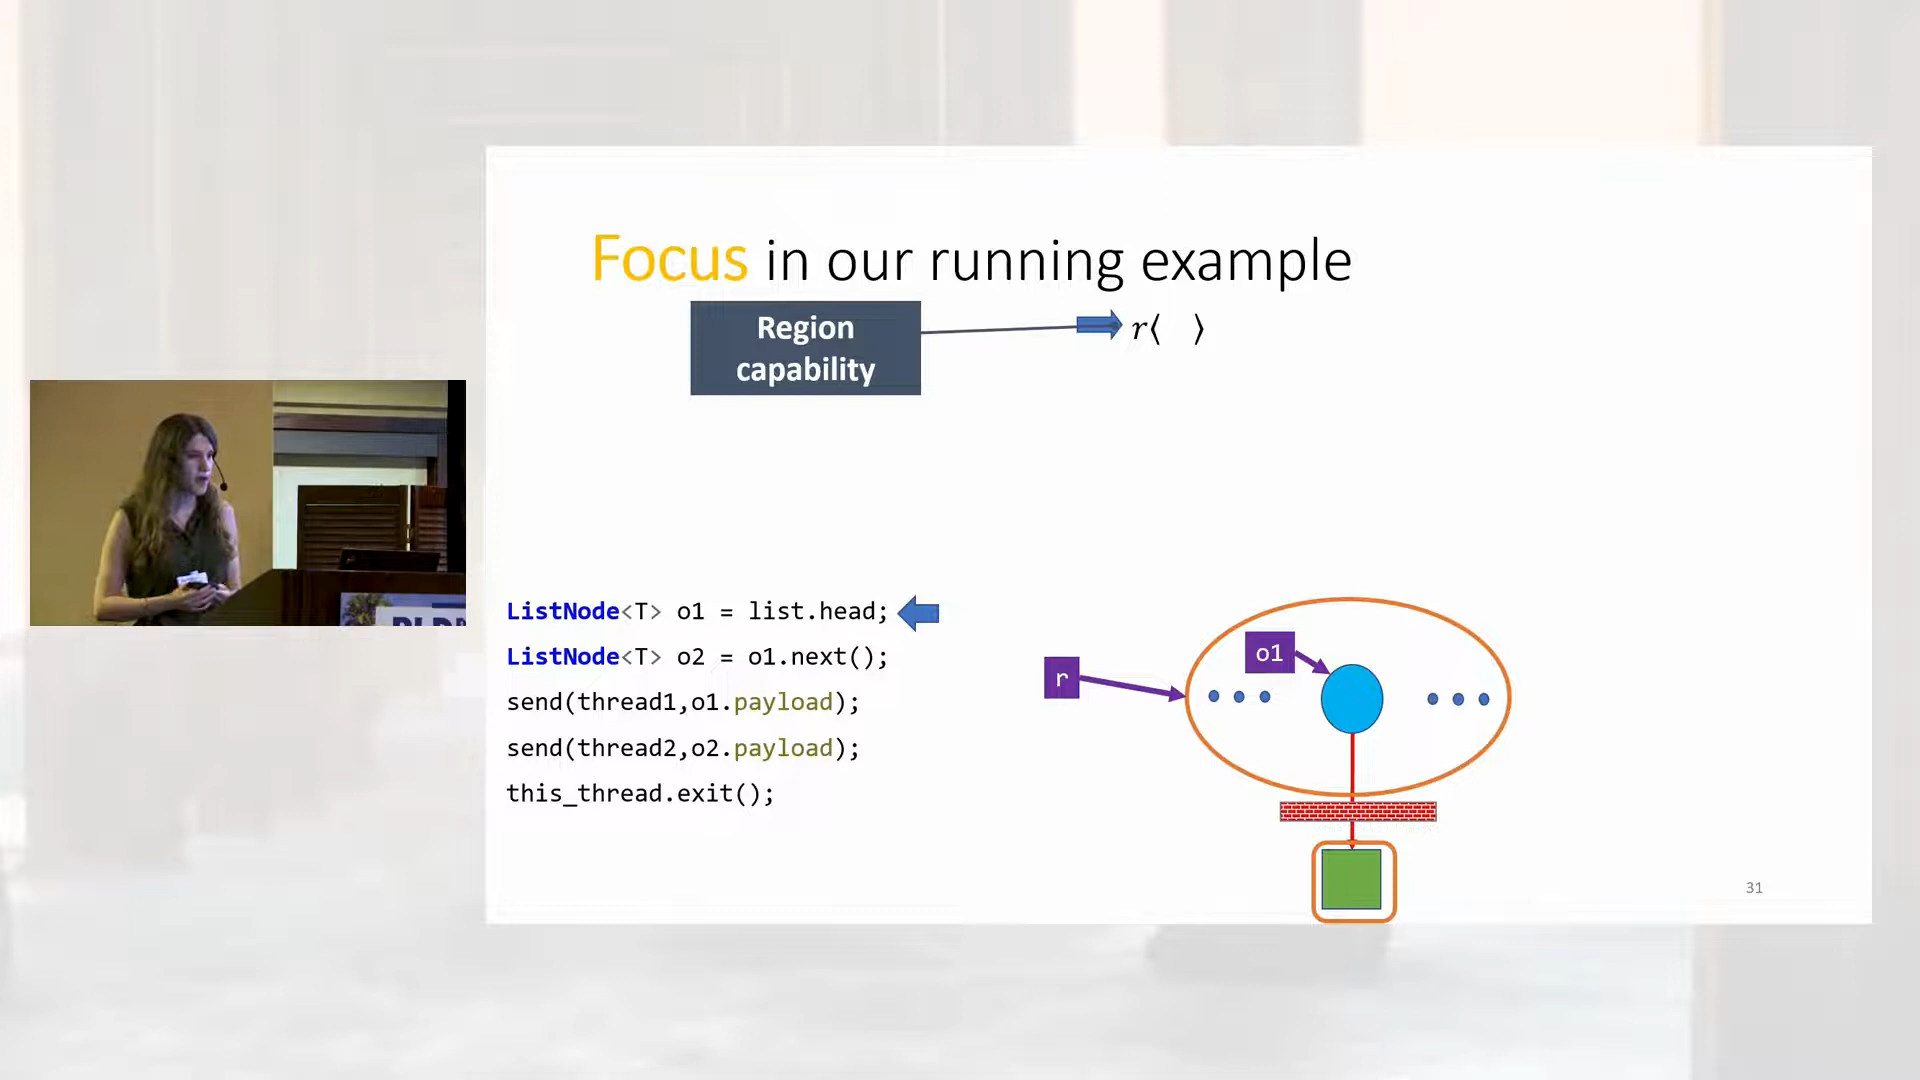 Focus in our running example
Region
capability
r⟨ ⟩
ListNode<T> o1 = list.head;
ListNode<T> o2 = o1.next();
send(thread1,o1.payload);
send(thread2,o2.payload);
this_thread.exit();
r
o1
31